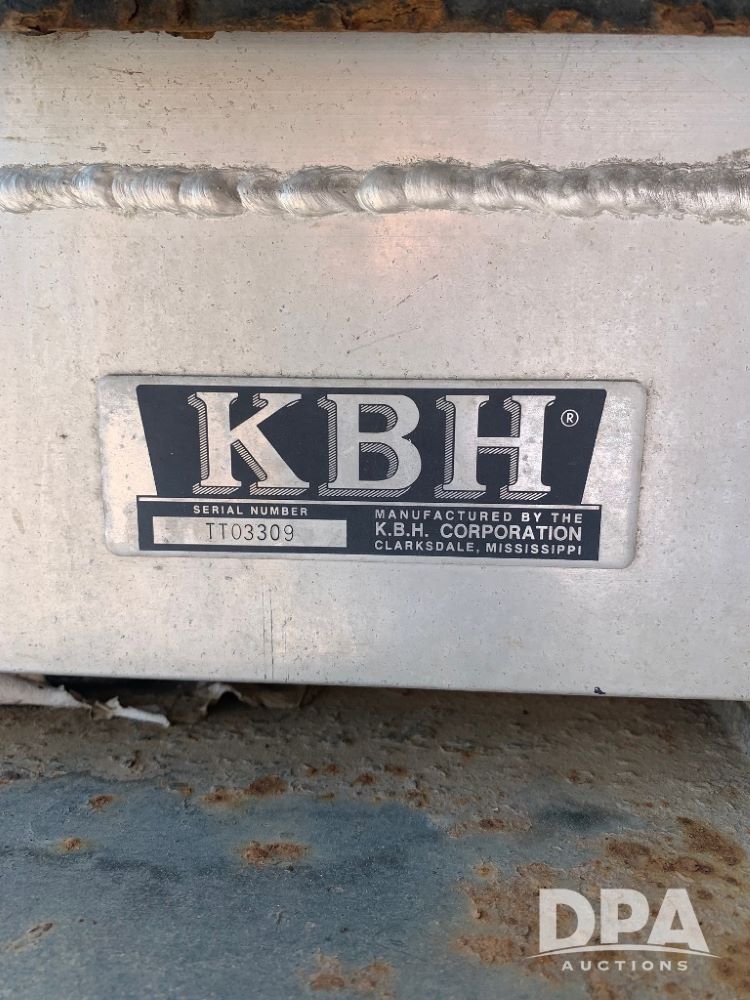 KBH®
SERIAL NUMBER
TT03309
MANUFACTURED BY THE
K.B.H. CORPORATION
CLARKSDALE, MISSISSIPPI
DPA
AUCTIONS